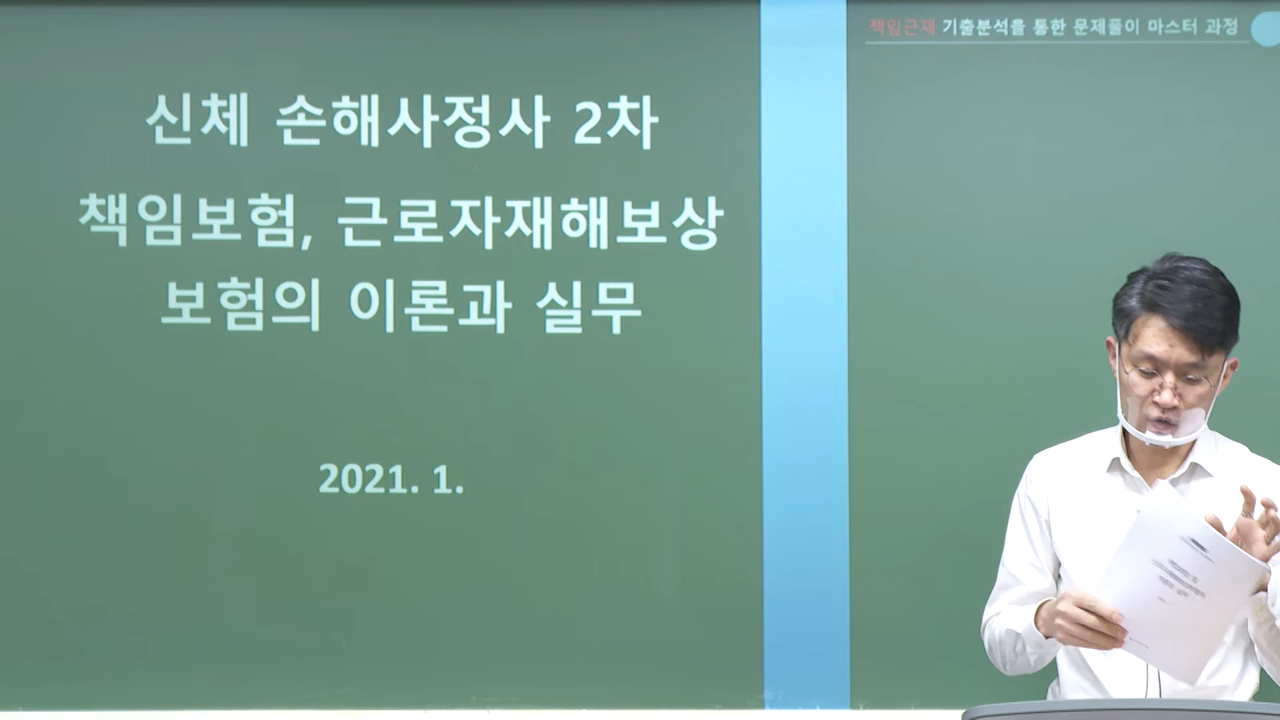 신체 손해사정사 2차
책임보험, 근로자재해보상
보험의 이론과 실무
2021. 1.
책임근재 기출분석을 통한 문제풀이 마스터 과정